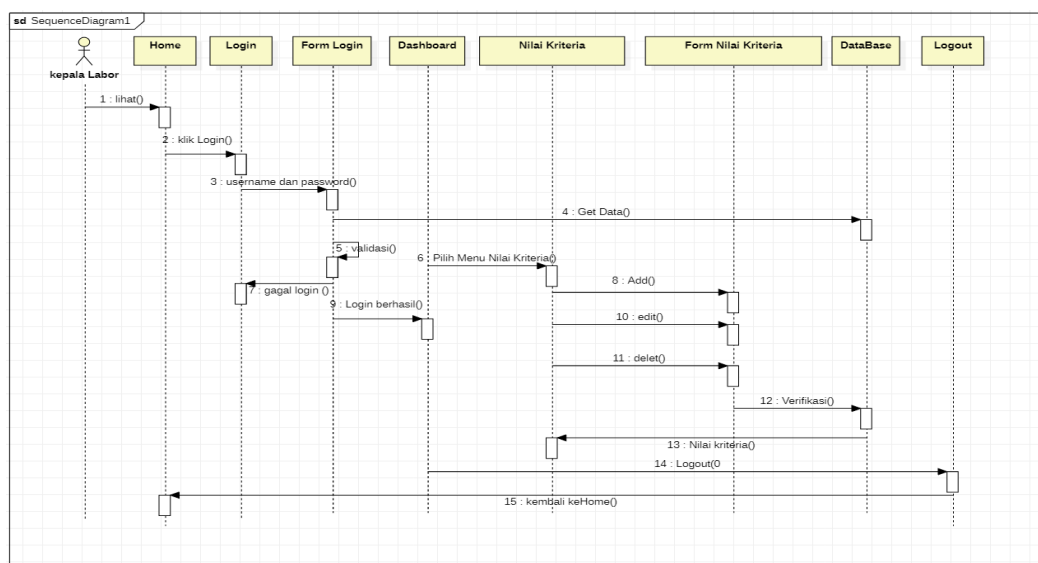 sd SequenceDiagram1
kepala Labor
Home
Login
Form Login
Dashboard
Nilai Kriteria
Form Nilai Kriteria
DataBase
Logout
1 : lihat()
2 : klik Login()
3 : username dan password()
4 : Get Data()
5 : validasi()
6 : Pilih Menu Nilai Kriteria()
7 : gagal login ()
8 : Add()
9 : Login berhasil()
10 : edit()
11 : delet()
12 : Verifikasi()
13 : Nilai kriteria()
14 : Logout(0
15 : kembali keHome()